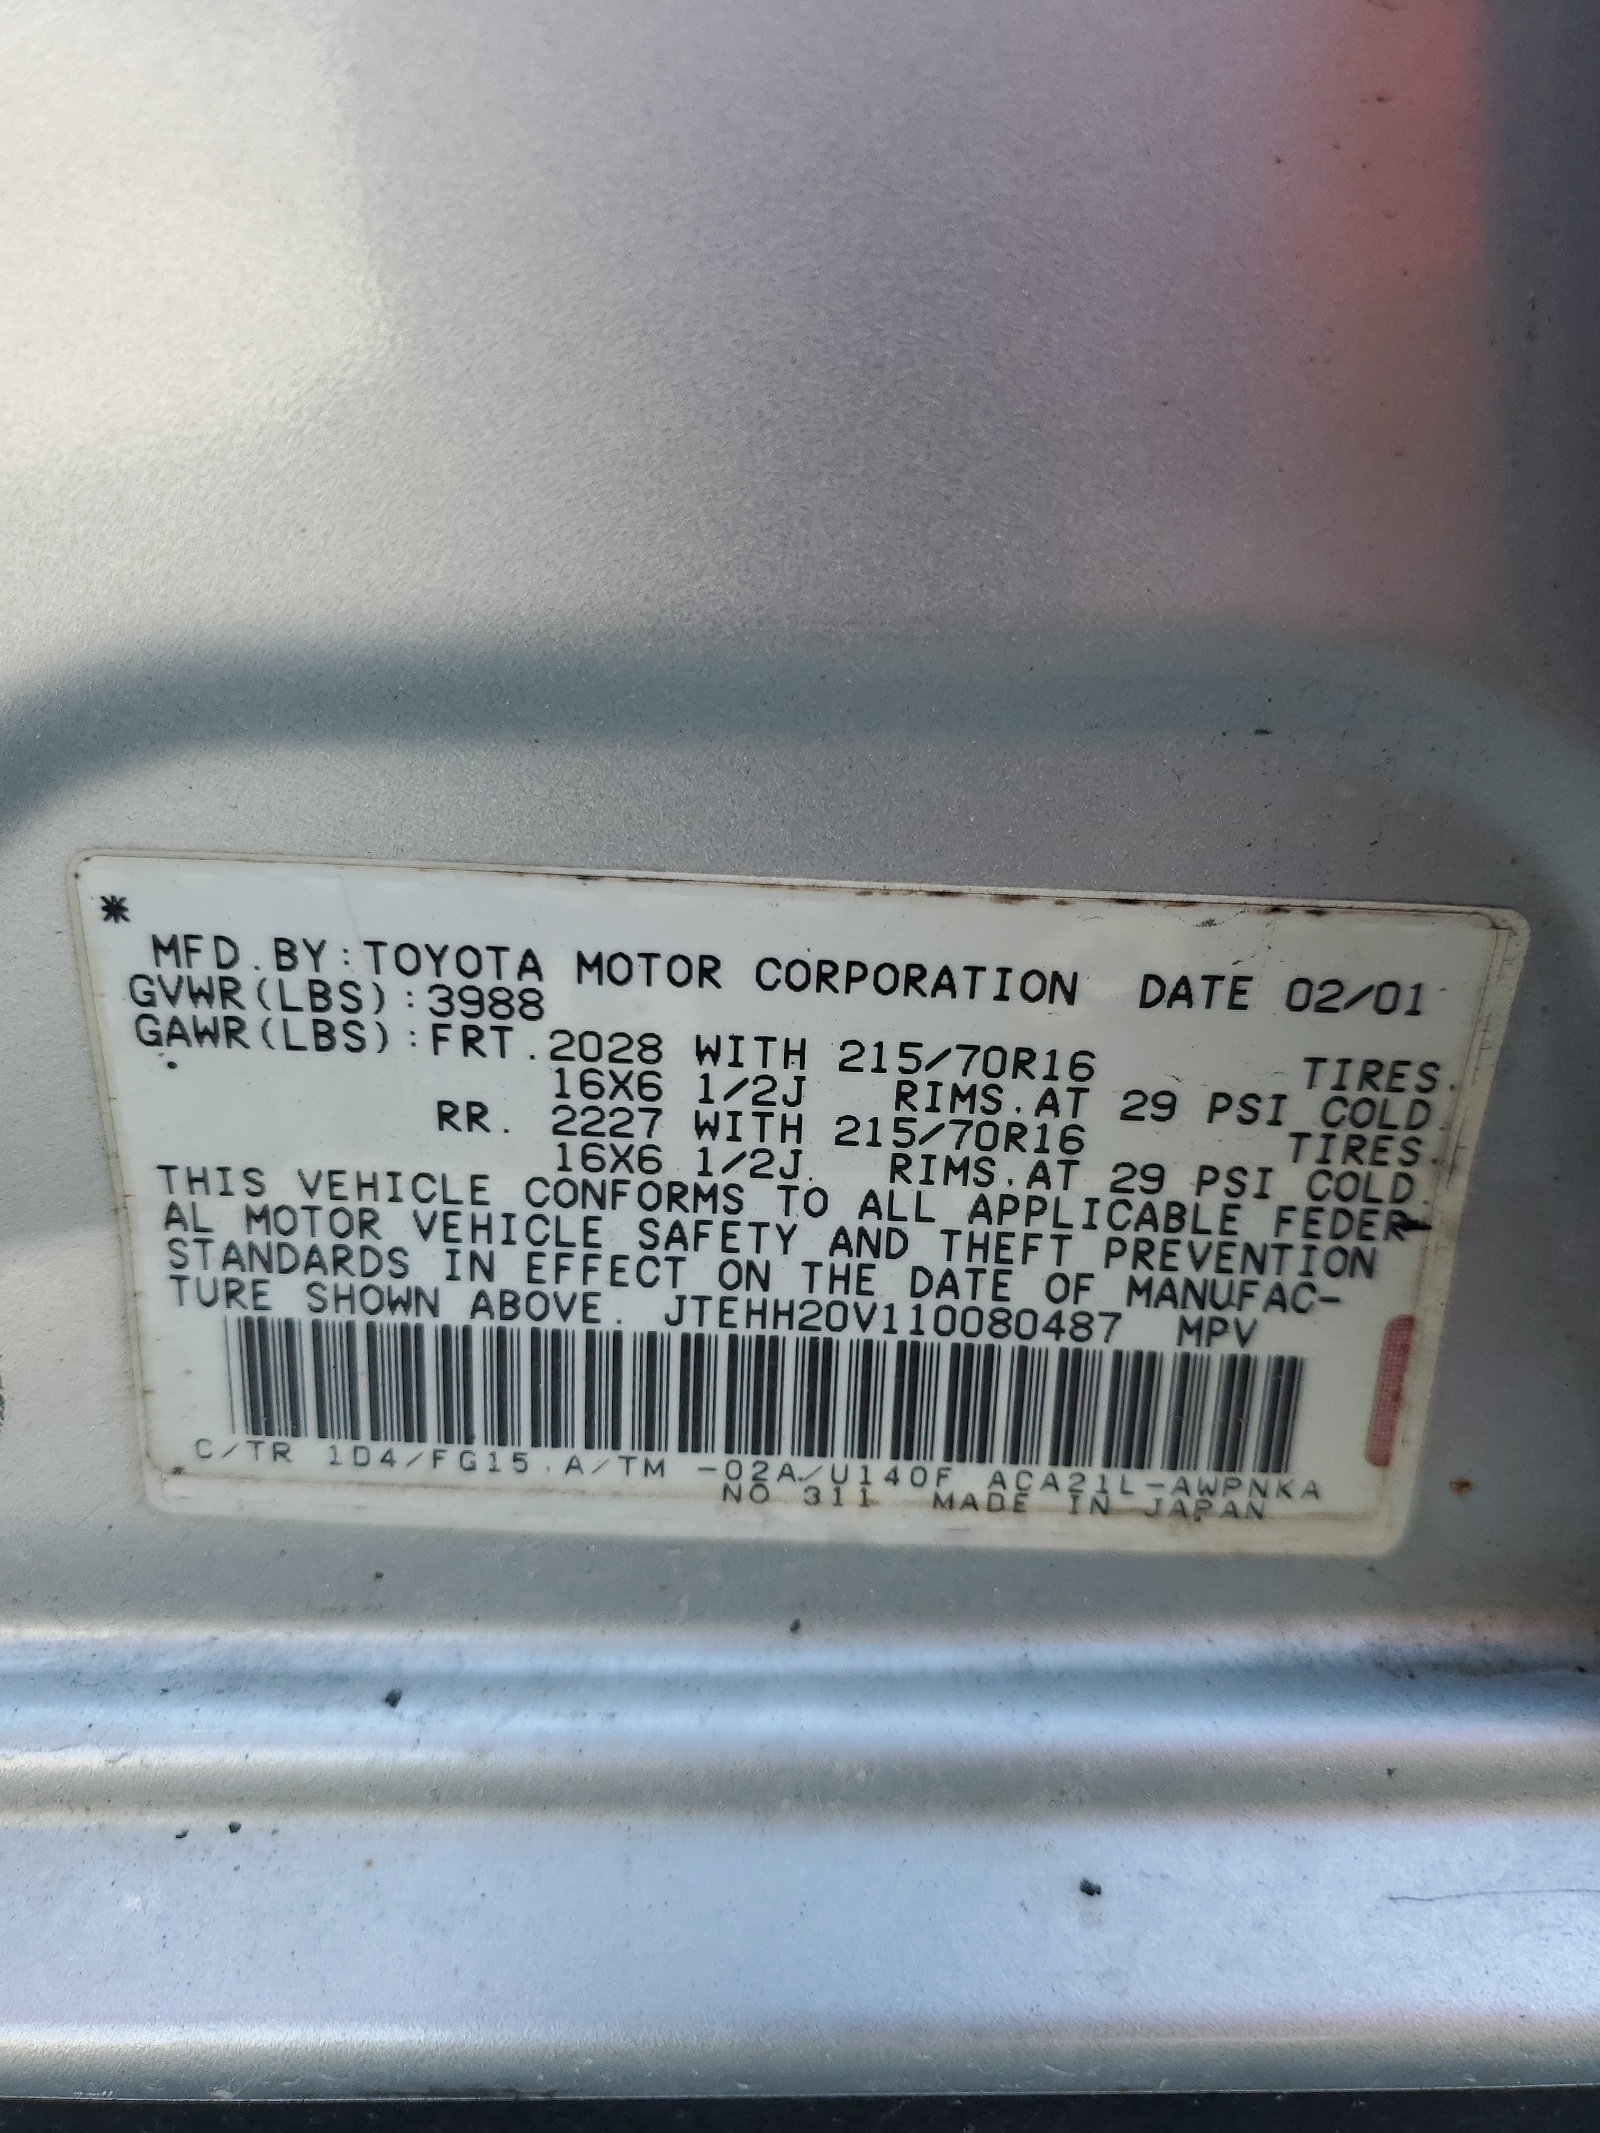 *
MFD.BY:TOYOTA MOTOR CORPORATION DATE 02/01
GVWR(LBS):3988
GAWR(LBS):FRT.2028 WITH 215/70R16 TIRES.
16X6 1/2J RIMS.AT 29 PSI COLD.
RR. 2227 WITH 215/70R16 TIRES.
16X6 1/2J RIMS.AT 29 PSI COLD.
THIS VEHICLE CONFORMS TO ALL APPLICABLE FEDER-
AL MOTOR VEHICLE SAFETY AND THEFT PREVENTION
STANDARDS IN EFFECT ON THE DATE OF MANUFAC-
TURE SHOWN ABOVE. JTEHH20V110080487 MPV
C/TR 1D4/FG15.A/TM -02A/U140F ACA21L-AWPNKA
NO 311 MADE IN JAPAN